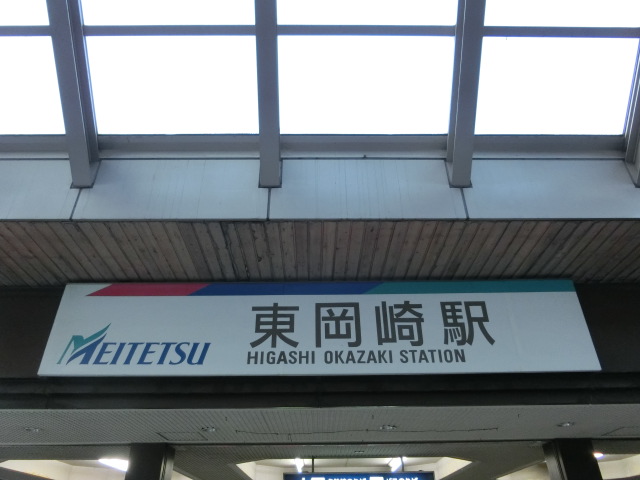 MEITETSU
東岡崎駅
HIGASHI OKAZAKI STATION